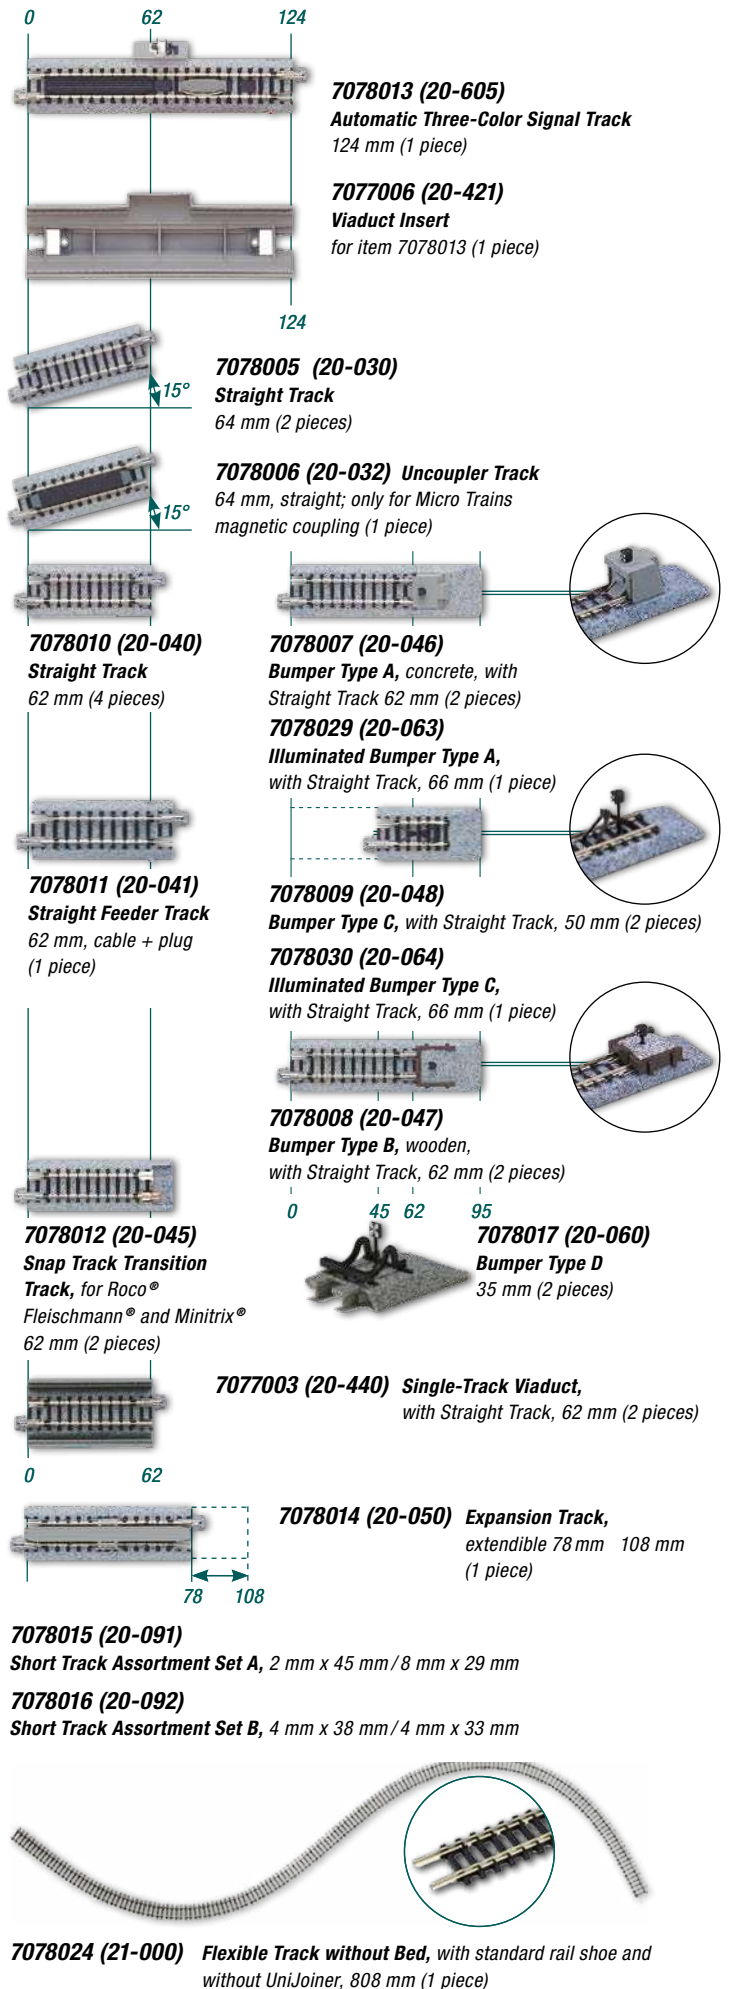 0 62 124
7078013 (20-605)
Automatic Three-Color Signal Track
124 mm (1 piece)
7077006 (20-421)
Viaduct Insert
for item 7078013 (1 piece)
124
7078005 (20-030)
Straight Track
64 mm (2 pieces)
15°
7078006 (20-032) Uncoupler Track
64 mm, straight; only for Micro Trains
magnetic coupling (1 piece)
15°
7078010 (20-040)
Straight Track
62 mm (4 pieces)
7078007 (20-046)
Bumper Type A, concrete, with
Straight Track 62 mm (2 pieces)
7078029 (20-063)
Illuminated Bumper Type A,
with Straight Track, 66 mm (1 piece)
7078011 (20-041)
Straight Feeder Track
62 mm, cable + plug
(1 piece)
7078009 (20-048)
Bumper Type C, with Straight Track, 50 mm (2 pieces)
7078030 (20-064)
Illuminated Bumper Type C,
with Straight Track, 66 mm (1 piece)
7078008 (20-047)
Bumper Type B, wooden,
with Straight Track, 62 mm (2 pieces)
0 45 62 95
7078012 (20-045)
Snap Track Transition
Track, for Roco®
Fleischmann® and Minitrix®
62 mm (2 pieces)
7078017 (20-060)
Bumper Type D
35 mm (2 pieces)
7077003 (20-440) Single-Track Viaduct,
with Straight Track, 62 mm (2 pieces)
0 62
7078014 (20-050) Expansion Track,
extendible 78 mm 108 mm
(1 piece)
78 108
7078015 (20-091)
Short Track Assortment Set A, 2 mm x 45 mm / 8 mm x 29 mm
7078016 (20-092)
Short Track Assortment Set B, 4 mm x 38 mm / 4 mm x 33 mm
7078024 (21-000) Flexible Track without Bed, with standard rail shoe and
without UniJoiner, 808 mm (1 piece)